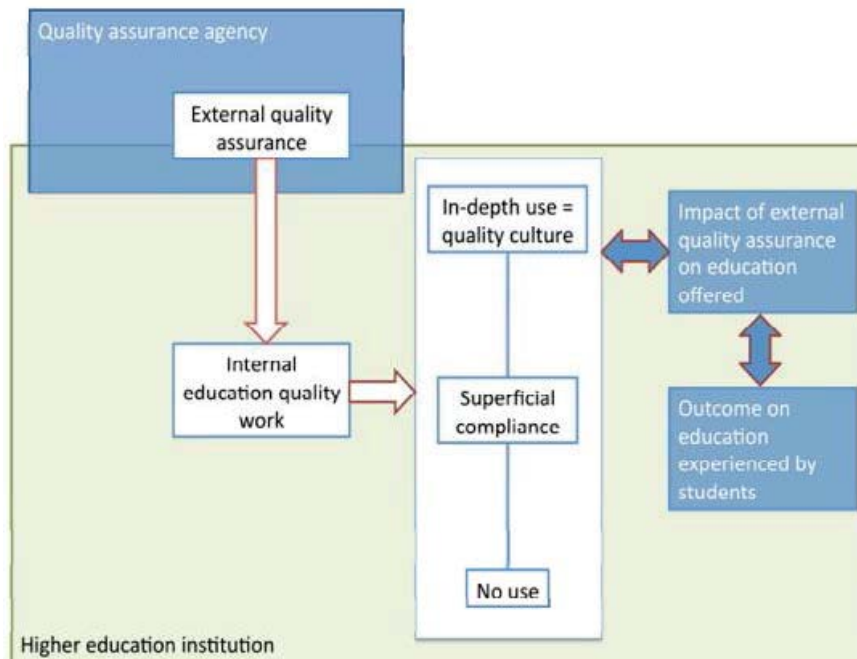 Quality assurance agency
External quality
assurance
In-depth use =
quality culture
Impact of external
quality assurance
on education
offered
Internal
education quality
work
Superficial
compliance
Outcome on
education
experienced by
students
No use
Higher education institution